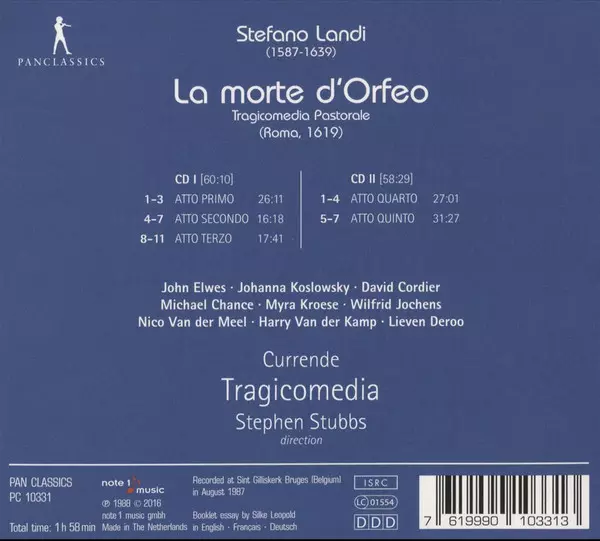 PANCLASSICS
Stefano Landi
(1587-1639)
La morte d'Orfeo
Tragicomedia Pastorale
(Roma, 1619)
CD I [60:10]
1-3 ATTO PRIMO 26:11
4-7 ATTO SECONDO 16:18
8-11 ATTO TERZO 17:41
CD II [58:29]
1-4 ATTO QUARTO 27:01
5-7 ATTO QUINTO 31:27
John Elwes · Johanna Koslowsky · David Cordier
Michael Chance · Myra Kroese · Wilfrid Jochens
Nico Van der Meel · Harry Van der Kamp · Lieven Deroo
Currende
Tragicomedia
Stephen Stubbs
direction
PAN CLASSICS
PC 10331
Total time: 1 h 58 min
note 1 music
℗ 1988 © 2016
note 1 music gmbh
Made in The Netherlands
Recorded at Sint Gilliskerk Bruges (Belgium)
in August 1987
Booklet essay by Silke Leopold
in English · Français · Deutsch
ISRC
LC 01554
DDD
7 619990 103313